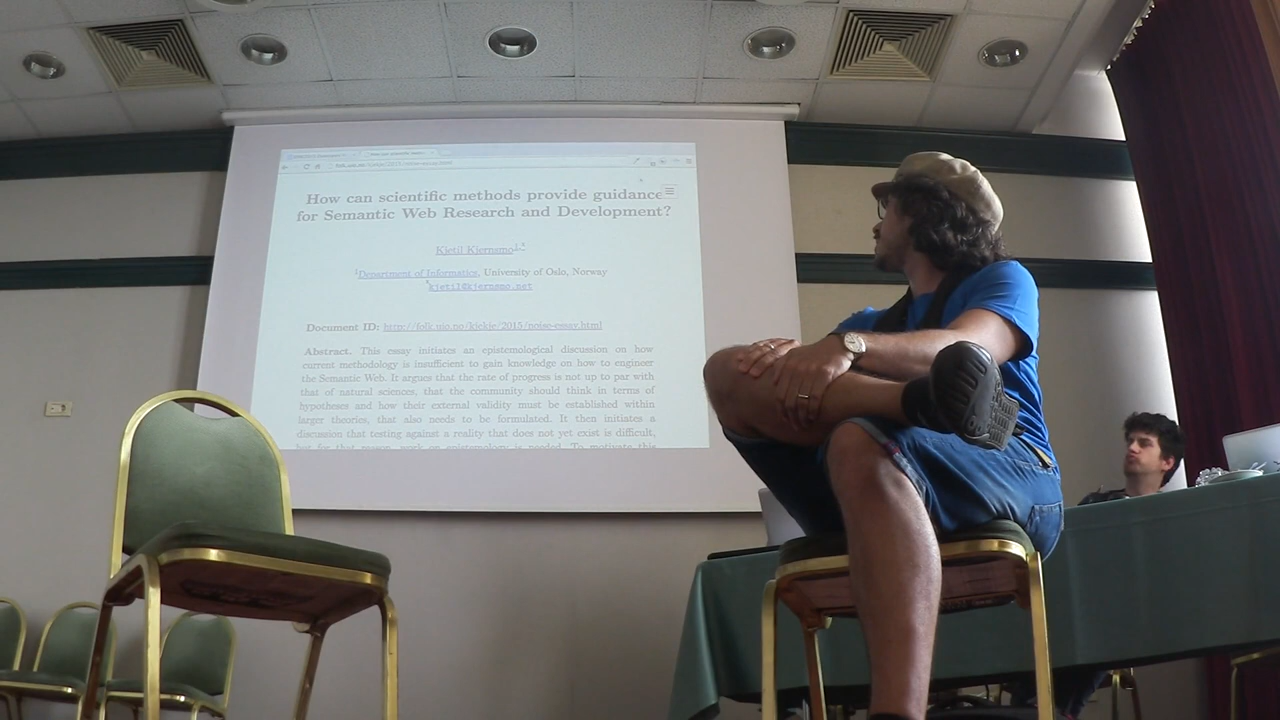 How can scientific methods provide guidance
for Semantic Web Research and Development?
Kjetil Kjernsmo1,*
1Department of Informatics, University of Oslo, Norway
*kjetil@kjernsmo.net
Document ID: http://folk.uio.no/kjekje/2015/noise-essay.html
Abstract. This essay initiates an epistemological discussion on how
current methodology is insufficient to gain knowledge on how to engineer
the Semantic Web. It argues that the rate of progress is not up to par with
that of natural sciences, that the community should think in terms of
hypotheses and how their external validity must be established within
larger theories, that also needs to be formulated. It then initiates a
discussion that testing against a reality that does not yet exist is difficult,